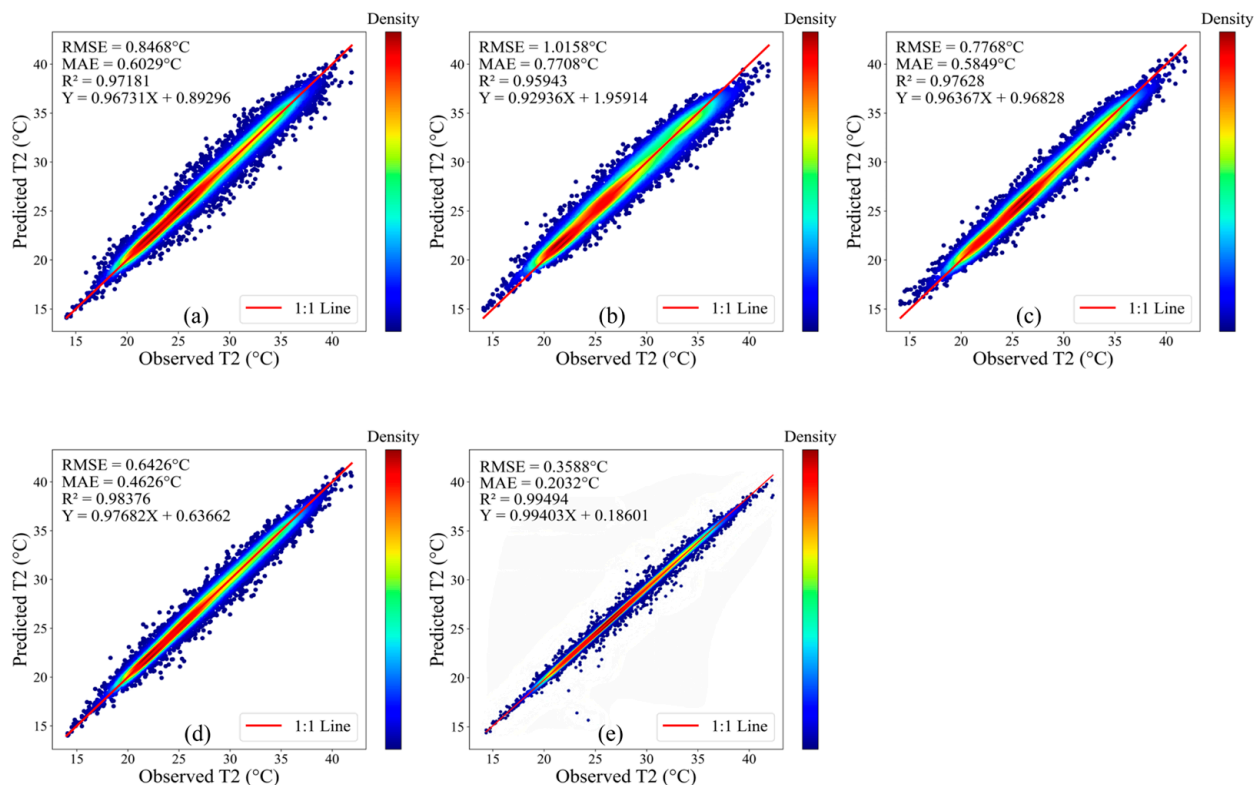 Density
RMSE = 0.8468°C
MAE = 0.6029°C
R² = 0.97181
Y = 0.96731X + 0.89296
Predicted T2 (°C)
40
35
30
25
20
15
(a)
1:1 Line
15 20 25 30 35 40
Observed T2 (°C)
Density
RMSE = 1.0158°C
MAE = 0.7708°C
R² = 0.95943
Y = 0.92936X + 1.95914
Predicted T2 (°C)
40
35
30
25
20
15
(b)
1:1 Line
15 20 25 30 35 40
Observed T2 (°C)
Density
RMSE = 0.7768°C
MAE = 0.5849°C
R² = 0.97628
Y = 0.96367X + 0.96828
Predicted T2 (°C)
40
35
30
25
20
15
(c)
1:1 Line
15 20 25 30 35 40
Observed T2 (°C)
Density
RMSE = 0.6426°C
MAE = 0.4626°C
R² = 0.98376
Y = 0.97682X + 0.63662
Predicted T2 (°C)
40
35
30
25
20
15
(d)
1:1 Line
15 20 25 30 35 40
Observed T2 (°C)
Density
RMSE = 0.3588°C
MAE = 0.2032°C
R² = 0.99494
Y = 0.99403X + 0.18601
Predicted T2 (°C)
40
35
30
25
20
15
(e)
1:1 Line
15 20 25 30 35 40
Observed T2 (°C)